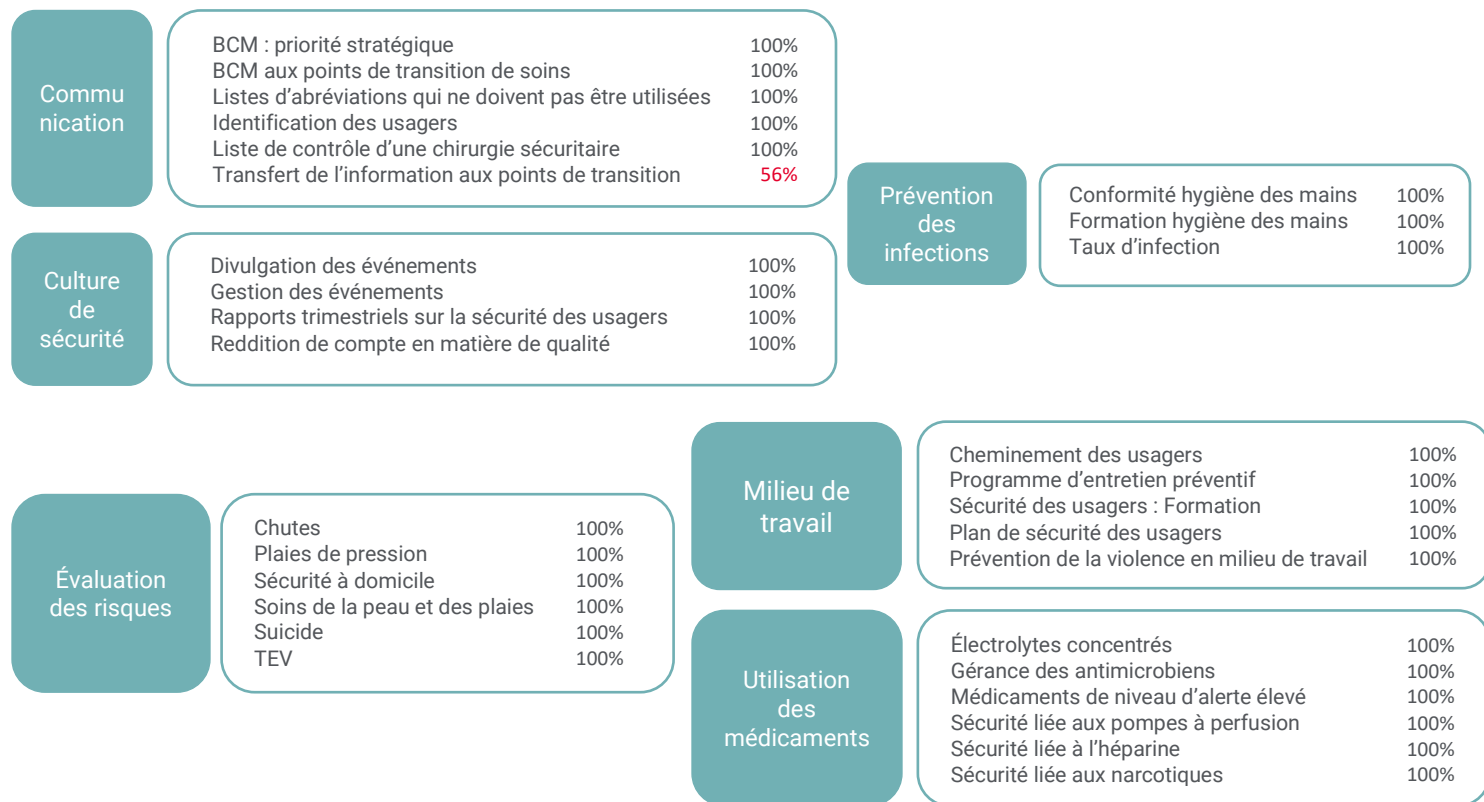 Commu
nication
BCM : priorité stratégique 100%
BCM aux points de transition de soins 100%
Listes d'abréviations qui ne doivent pas être utilisées 100%
Identification des usagers 100%
Liste de contrôle d'une chirurgie sécuritaire 100%
Transfert de l'information aux points de transition 56%
Prévention
des
infections
Conformité hygiène des mains 100%
Formation hygiène des mains 100%
Taux d'infection 100%
Culture
de
sécurité
Divulgation des événements 100%
Gestion des événements 100%
Rapports trimestriels sur la sécurité des usagers 100%
Reddition de compte en matière de qualité 100%
Milieu de
travail
Cheminement des usagers 100%
Programme d'entretien préventif 100%
Sécurité des usagers : Formation 100%
Plan de sécurité des usagers 100%
Prévention de la violence en milieu de travail 100%
Évaluation
des risques
Chutes 100%
Plaies de pression 100%
Sécurité à domicile 100%
Soins de la peau et des plaies 100%
Suicide 100%
TEV 100%
Utilisation
des
médicaments
Électrolytes concentrés 100%
Gérance des antimicrobiens 100%
Médicaments de niveau d'alerte élevé 100%
Sécurité liée aux pompes à perfusion 100%
Sécurité liée à l'héparine 100%
Sécurité liée aux narcotiques 100%